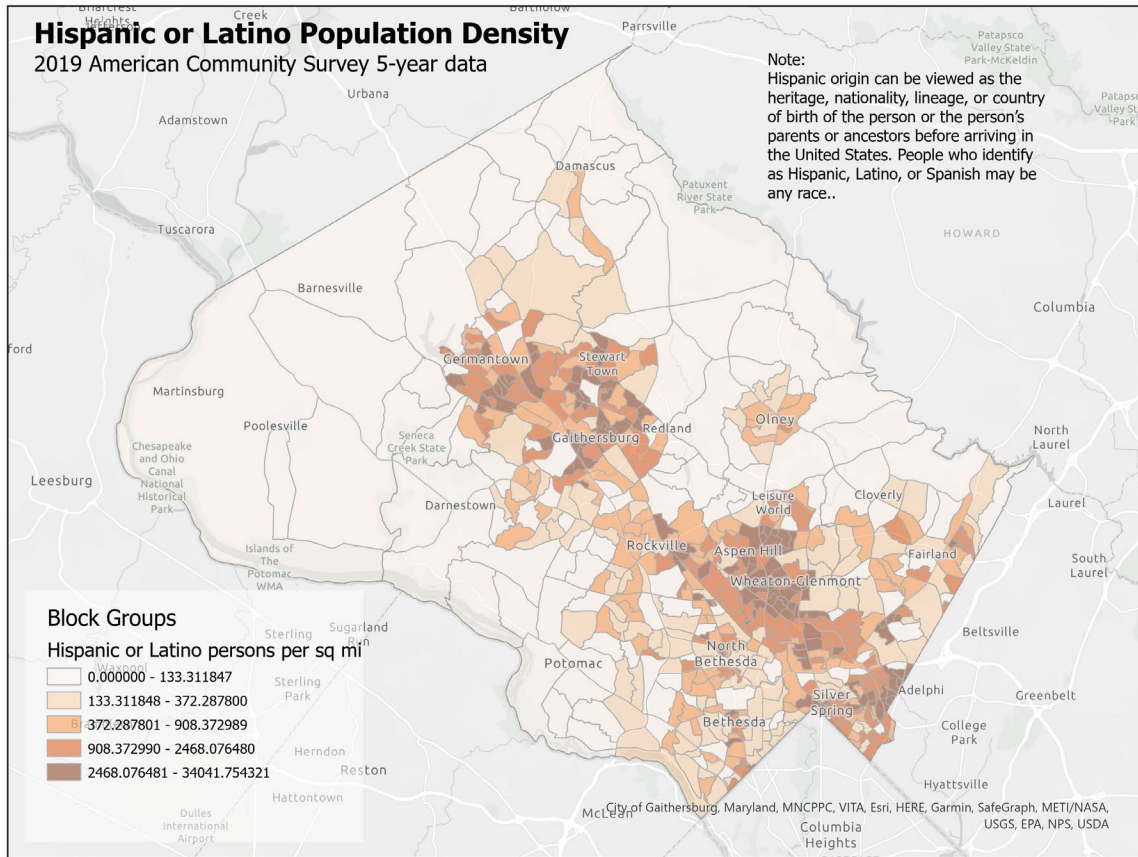 Hispanic or Latino Population Density
2019 American Community Survey 5-year data
Note:
Hispanic origin can be viewed as the
heritage, nationality, lineage, or country
of birth of the person or the person's
parents or ancestors before arriving in
the United States. People who identify
as Hispanic, Latino, or Spanish may be
any race..
Creek
Parrsville
Patapsco
Valley State
Park-McKeldin
Urbana
Adamstown
Patuxent
River State
Park
Damascus
HOWARD
Tuscarora
Barnesville
Columbia
Germantown
Stewart
Town
Martinsburg
Poolesville
Olney
Gaithersburg
Redland
Seneca
Creek State
Park
North
Laurel
Chesapeake
and Ohio
Canal
National
Historical
Park
Leesburg
Darnestown
Leisure
World
Cloverly
Laurel
Rockville
Aspen Hill
Fairland
Islands of
The
Potomac
WMA
South
Laurel
Wheaton-Glenmont
Beltsville
North
Bethesda
Potomac
Silver
Spring
Adelphi
Greenbelt
Bethesda
College
Park
Hyattsville
Sterling
Sugarland
Run
Sterling
Park
Herndon
Reston
Hattontown
Dulles
International
Airport
McLean
Columbia
Heights
Block Groups
Hispanic or Latino persons per sq mi
0.000000 - 133.311847
133.311848 - 372.287800
372.287801 - 908.372989
908.372990 - 2468.076480
2468.076481 - 34041.754321
City of Gaithersburg, Maryland, MNCPPC, VITA, Esri, HERE, Garmin, SafeGraph, METI/NASA,
USGS, EPA, NPS, USDA